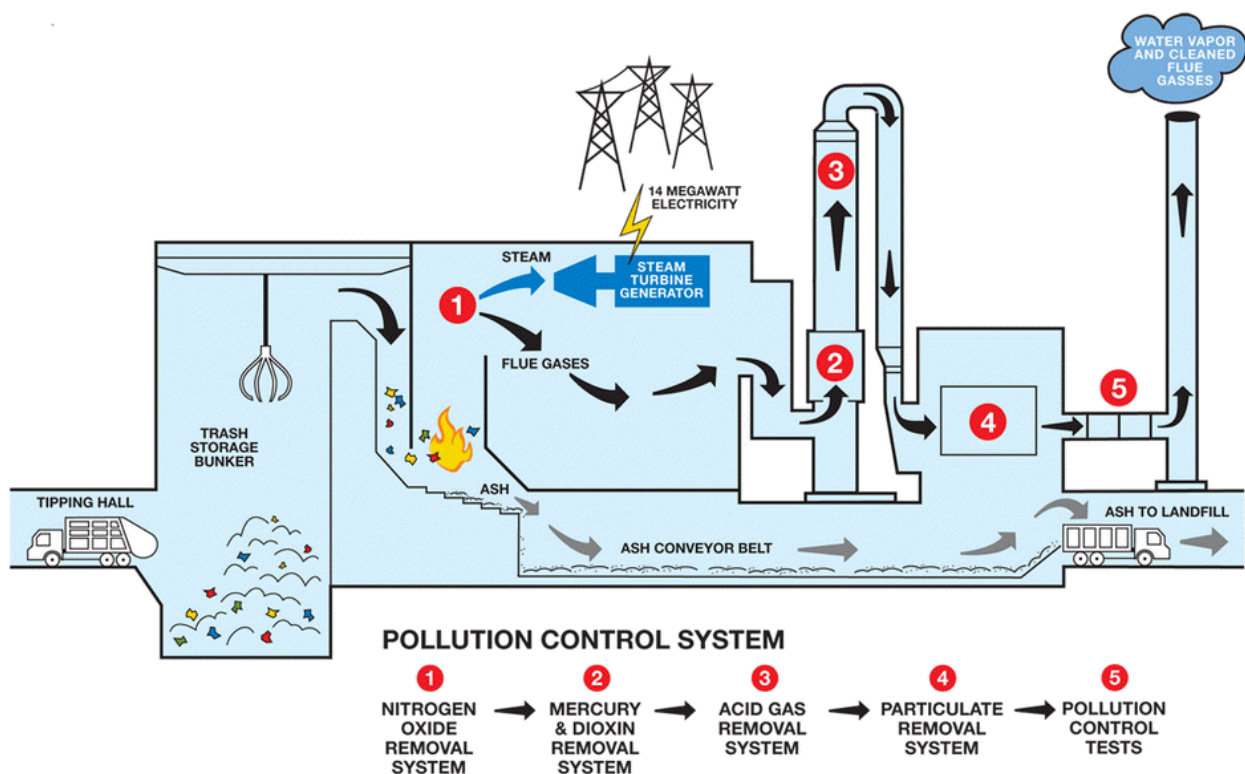 WATER VAPOR
AND CLEANED
FLUE
GASSES
3
14 MEGAWATT
ELECTRICITY
STEAM
STEAM
TURBINE
GENERATOR
1
FLUE GASES
2
5
4
TRASH
STORAGE
BUNKER
ASH
TIPPING HALL
ASH TO LANDFILL
ASH CONVEYOR BELT
POLLUTION CONTROL SYSTEM
1
NITROGEN
OXIDE
REMOVAL
SYSTEM
2
MERCURY
& DIOXIN
REMOVAL
SYSTEM
3
ACID GAS
REMOVAL
SYSTEM
4
PARTICULATE
REMOVAL
SYSTEM
5
POLLUTION
CONTROL
TESTS